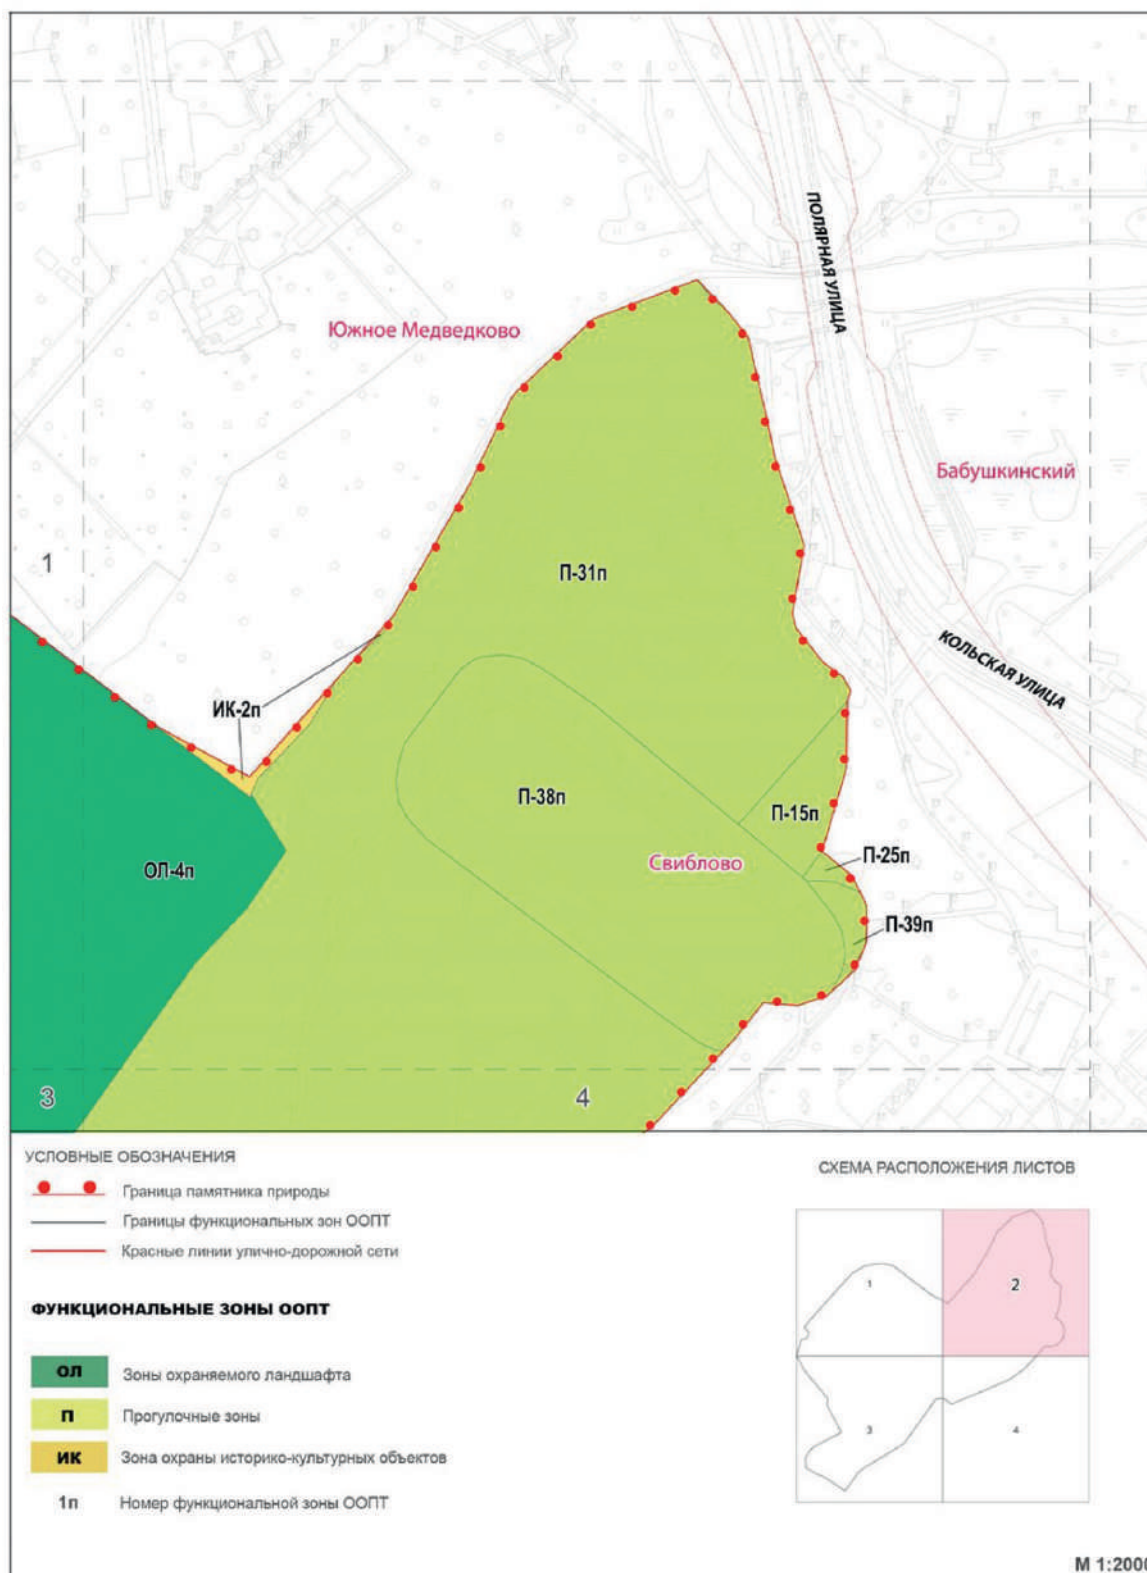 ПОЛЯРНАЯ УЛИЦА
Южное Медведково
Бабушкинский
1
П-31п
КОЛЬСКАЯ УЛИЦА
ИК-2п
П-38п
П-15п
П-25п
Свиблово
ОЛ-4п
П-39п
3
4
УСЛОВНЫЕ ОБОЗНАЧЕНИЯ
Граница памятника природы
Границы функциональных зон ООПТ
Красные линии улично-дорожной сети
ФУНКЦИОНАЛЬНЫЕ ЗОНЫ ООПТ
ОЛ Зоны охраняемого ландшафта
П Прогулочные зоны
ИК Зона охраны историко-культурных объектов
1п Номер функциональной зоны ООПТ
СХЕМА РАСПОЛОЖЕНИЯ ЛИСТОВ
1
2
3
4
М 1:2000